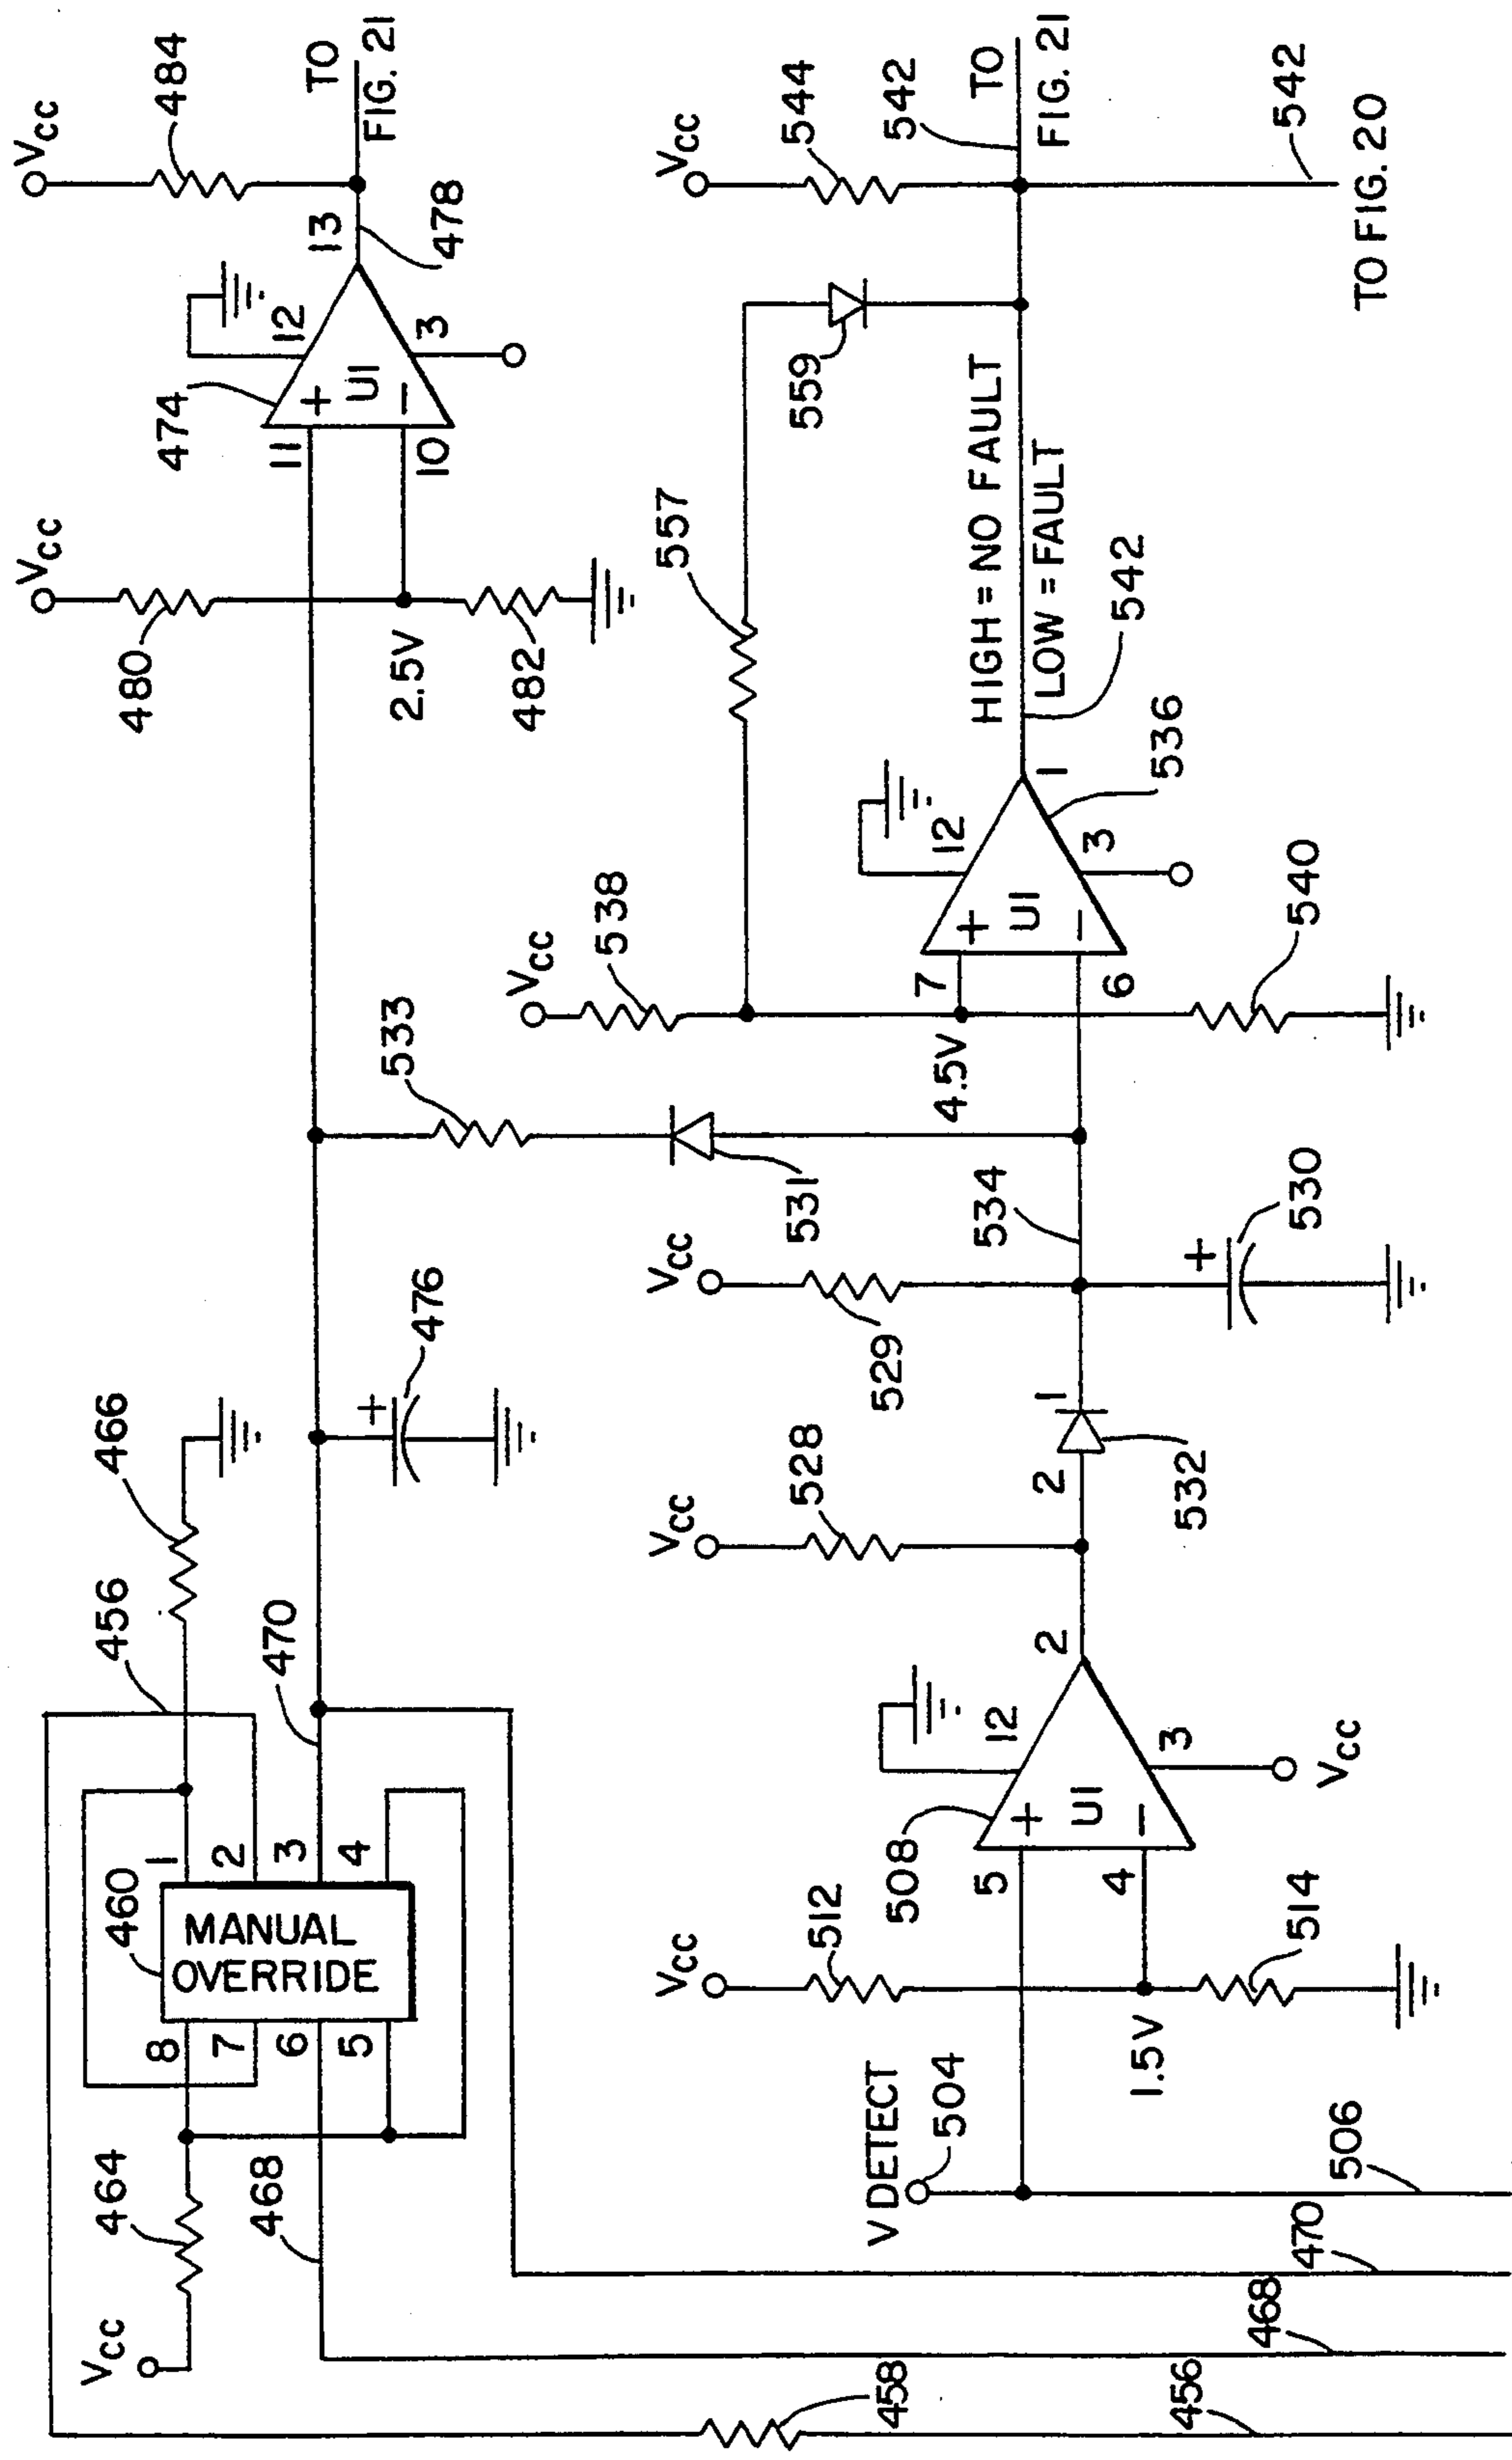 VCC
484
TO
FIG. 21
13
478
474
12
3
+
U1
−
11
10
VCC
480
2.5V
482
466
456
476
470
460
1
2
3
4
MANUAL
OVERRIDE
8
7
6
5
464
VCC
468
533
VCC
538
557
559
VCC
544
542
TO
FIG. 21
HIGH = NO FAULT
LOW = FAULT
542
542
TO FIG. 20
12
1
536
3
+
U1
−
7
6
4.5V
540
531
534
VCC
529
+
530
1
2
532
VCC
528
2
12
3
VCC
508
+
U1
−
5
4
VCC
512
1.5V
514
V DETECT
504
506
470
468
458
456
+